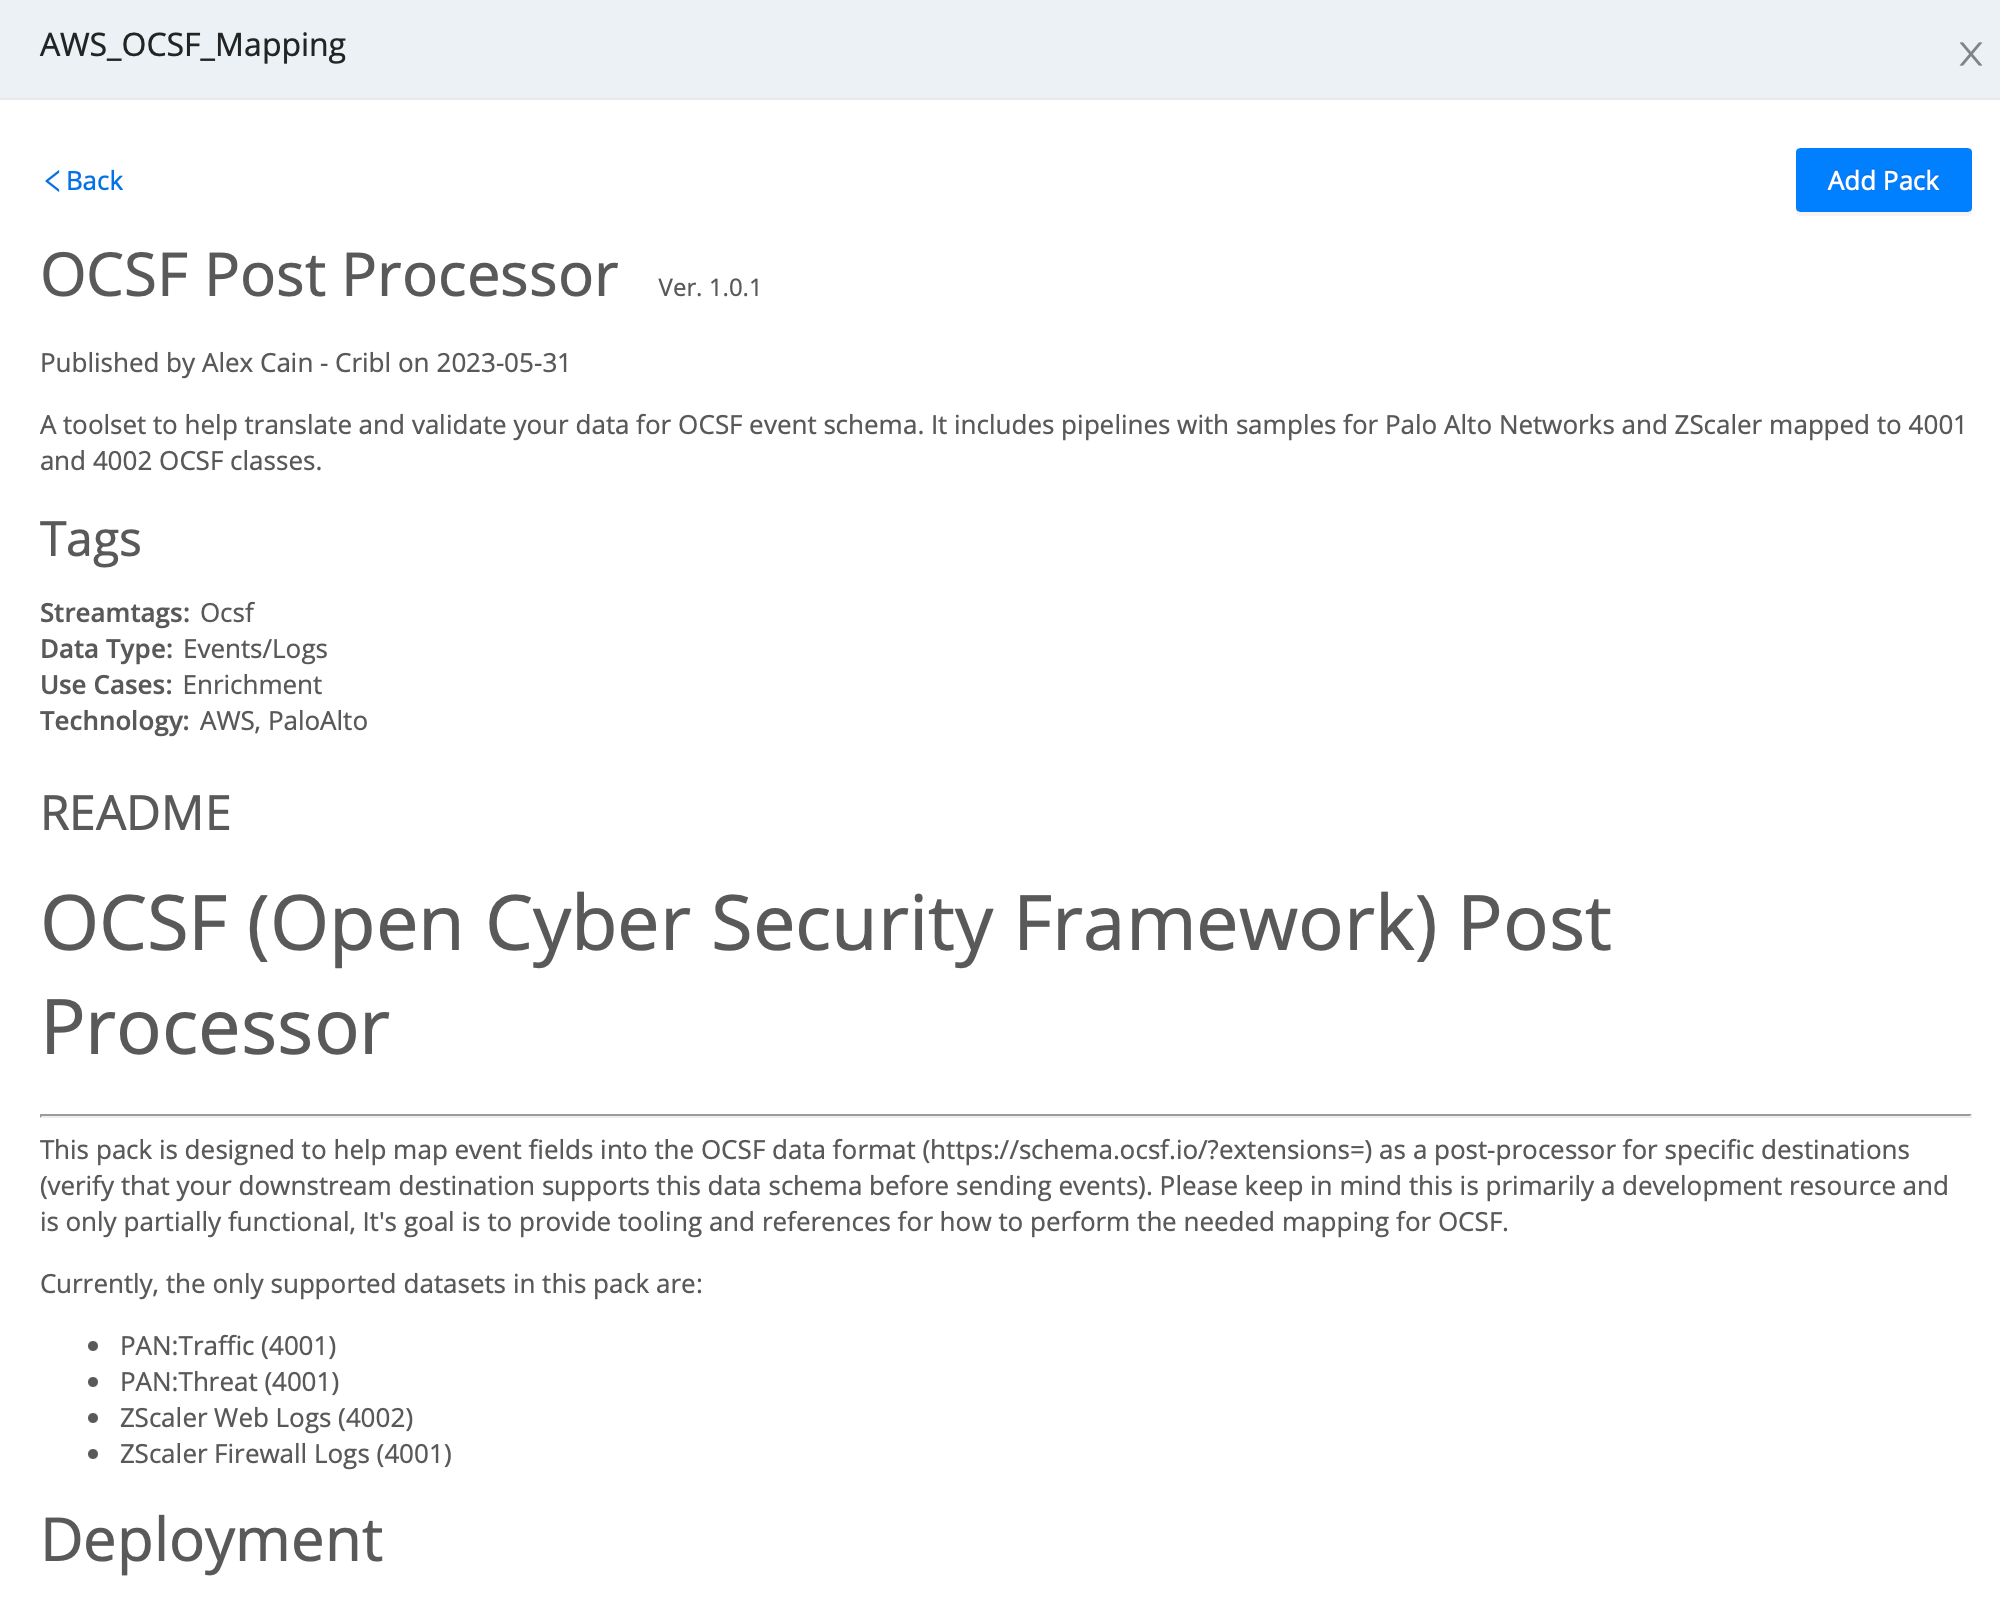 AWS_OCSF_Mapping
X
Back
Add Pack
OCSF Post Processor Ver. 1.0.1
Published by Alex Cain - Cribl on 2023-05-31
A toolset to help translate and validate your data for OCSF event schema. It includes pipelines with samples for Palo Alto Networks and ZScaler mapped to 4001
and 4002 OCSF classes.
Tags
Streamtags: Ocsf
Data Type: Events/Logs
Use Cases: Enrichment
Technology: AWS, PaloAlto
README
OCSF (Open Cyber Security Framework) Post
Processor
This pack is designed to help map event fields into the OCSF data format (https://schema.ocsf.io/?extensions=) as a post-processor for specific destinations
(verify that your downstream destination supports this data schema before sending events). Please keep in mind this is primarily a development resource and
is only partially functional, It's goal is to provide tooling and references for how to perform the needed mapping for OCSF.
Currently, the only supported datasets in this pack are:
• PAN:Traffic (4001)
• PAN:Threat (4001)
• ZScaler Web Logs (4002)
• ZScaler Firewall Logs (4001)
Deployment